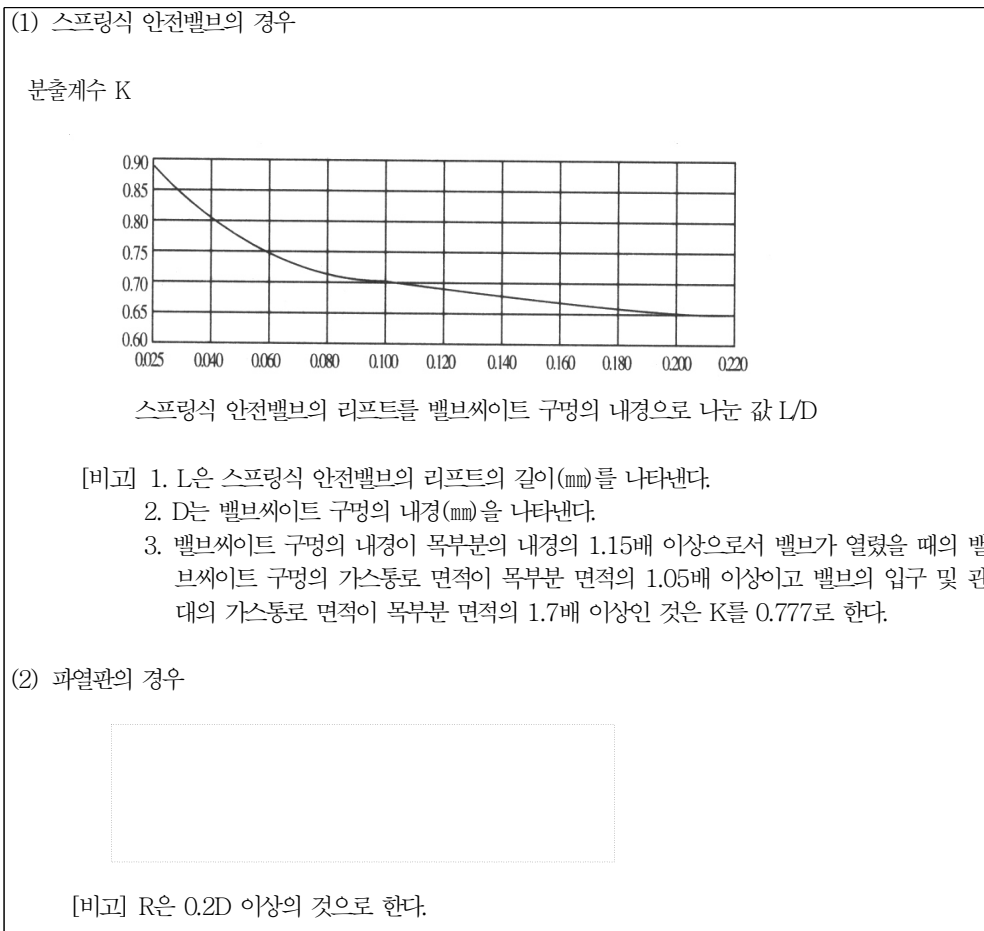 (1) 스프링식 안전밸브의 경우
분출계수 K
0.90
0.85
0.80
0.75
0.70
0.65
0.60
0.025 0.040 0.060 0.080 0.100 0.120 0.140 0.160 0.180 0.200 0.220
스프링식 안전밸브의 리프트를 밸브씨이트 구멍의 내경으로 나눈 값 L/D
[비고] 1. L은 스프링식 안전밸브의 리프트의 길이(㎜)를 나타낸다.
2. D는 밸브씨이트 구멍의 내경(㎜)을 나타낸다.
3. 밸브씨이트 구멍의 내경이 목부분의 내경의 1.15배 이상으로서 밸브가 열렸을 때의 밸
브씨이트 구멍의 가스통로 면적이 목부분 면적의 1.05배 이상이고 밸브의 입구 및 관
대의 가스통로 면적이 목부분 면적의 1.7배 이상인 것은 K를 0.777로 한다.
(2) 파열판의 경우
[비고] R은 0.2D 이상의 것으로 한다.